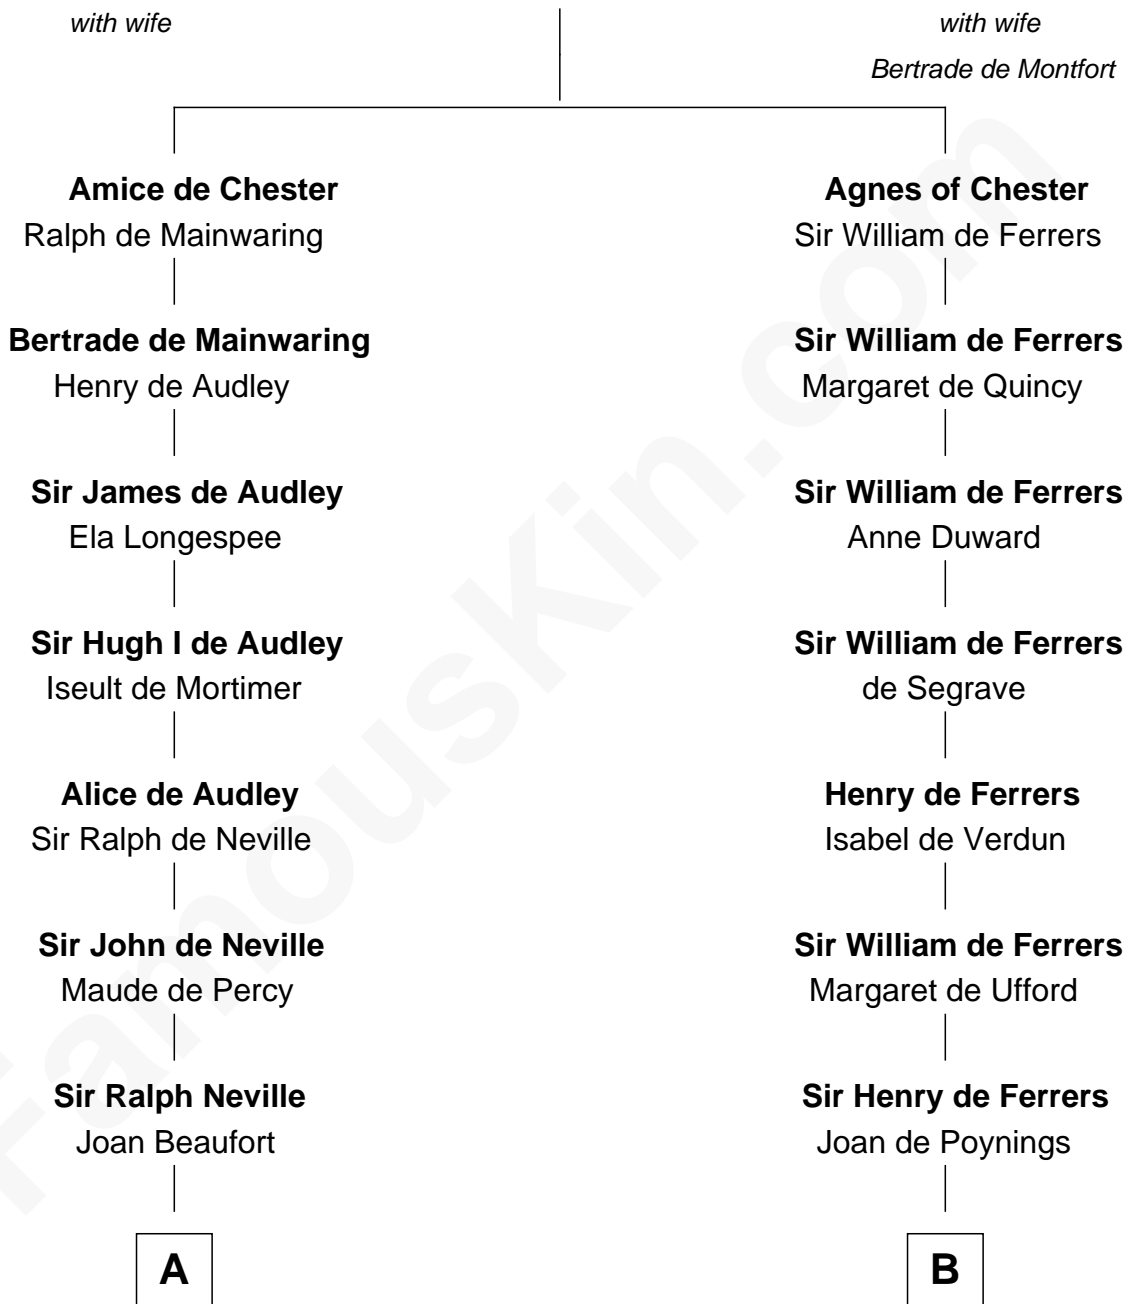 with wife
with wife
Bertrade de Montfort
Amice de Chester
Ralph de Mainwaring
Agnes of Chester
Sir William de Ferrers
Bertrade de Mainwaring
Henry de Audley
Sir William de Ferrers
Margaret de Quincy
Sir James de Audley
Ela Longespee
Sir William de Ferrers
Anne Duward
Sir Hugh I de Audley
Iseult de Mortimer
Sir William de Ferrers
de Segrave
Alice de Audley
Sir Ralph de Neville
Henry de Ferrers
Isabel de Verdun
Sir John de Neville
Maude de Percy
Sir William de Ferrers
Margaret de Ufford
Sir Ralph Neville
Joan Beaufort
Sir Henry de Ferrers
Joan de Poynings
A
B
FamousKin.com